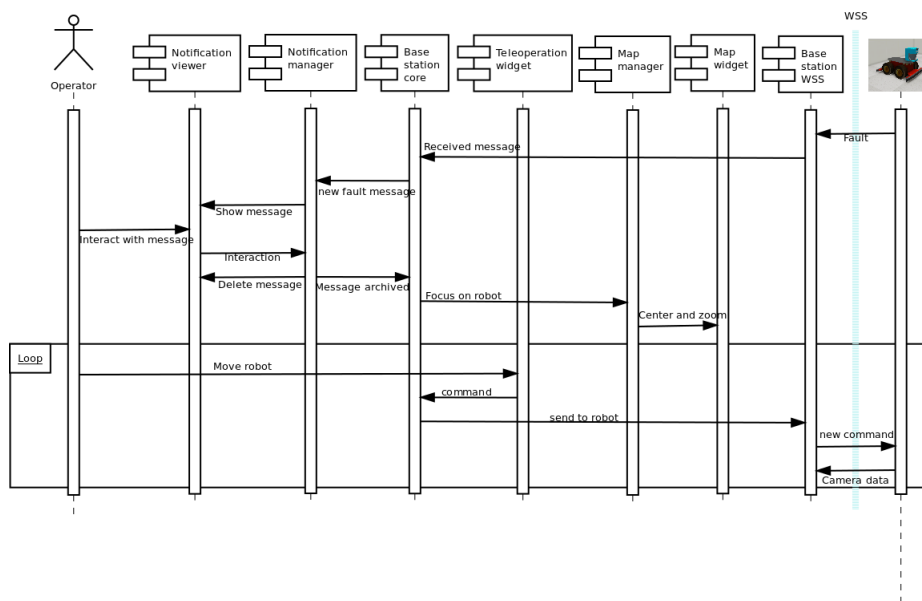 WSS
Operator
Notification
viewer
Notification
manager
Base
station
core
Teleoperation
widget
Map
manager
Map
widget
Base
station
WSS
Fault
Received message
new fault message
Show message
Interact with message
Interaction
Delete message
Message archived
Focus on robot
Center and zoom
Loop
Move robot
command
send to robot
new command
Camera data